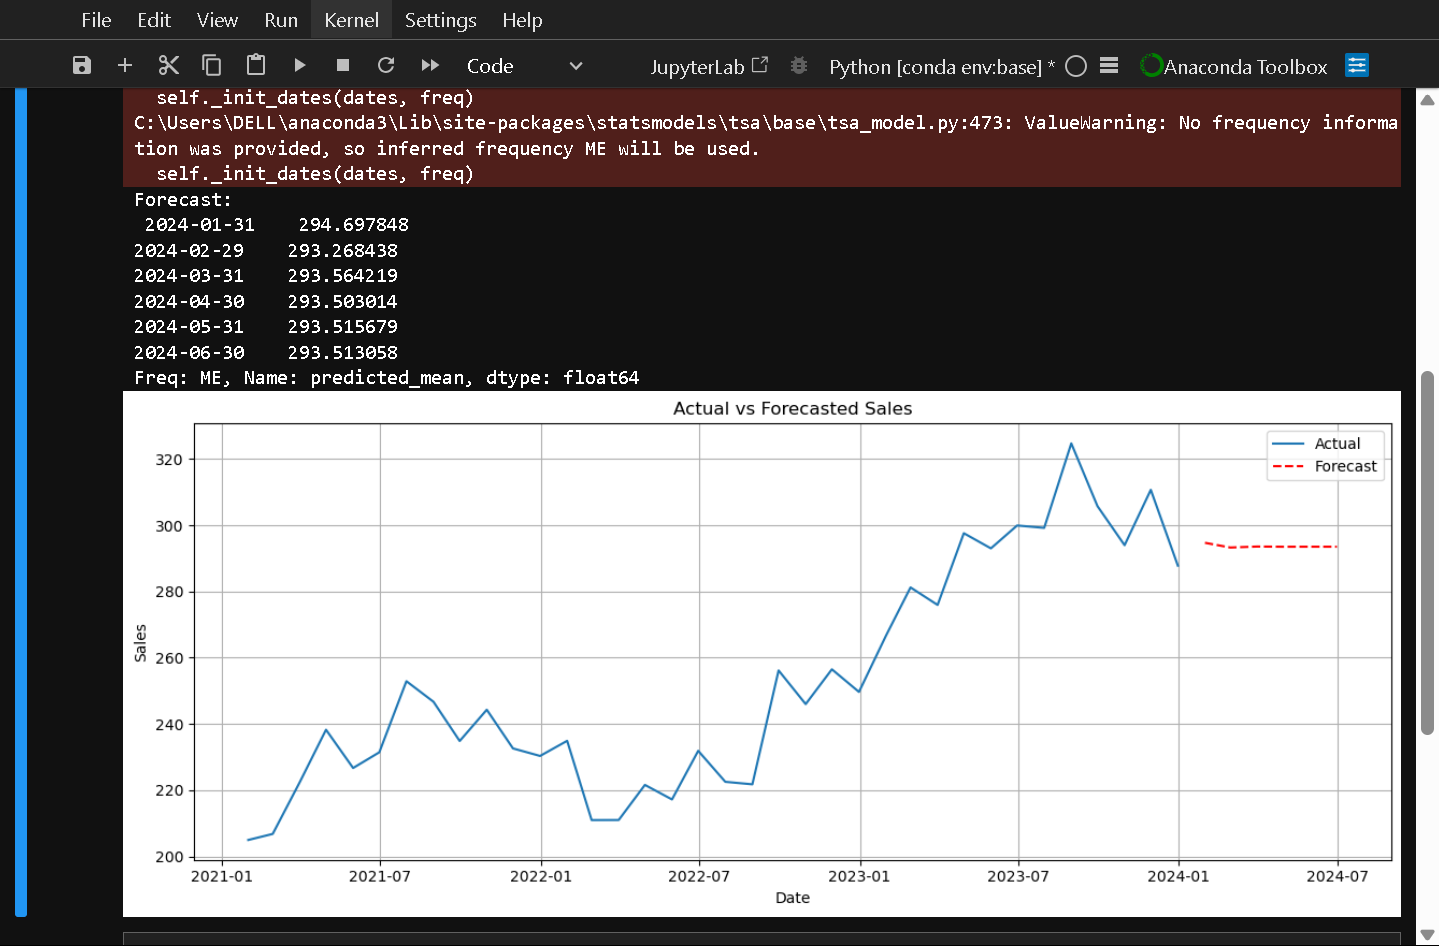 File Edit View Run Kernel Settings Help
Code JupyterLab Python [conda env:base] * Anaconda Toolbox
self._init_dates(dates, freq)
C:\Users\DELL\anaconda3\Lib\site-packages\statsmodels\tsa\base\tsa_model.py:473: ValueWarning: No frequency informa
tion was provided, so inferred frequency ME will be used.
self._init_dates(dates, freq)
Forecast:
2024-01-31 294.697848
2024-02-29 293.268438
2024-03-31 293.564219
2024-04-30 293.503014
2024-05-31 293.515679
2024-06-30 293.513058
Freq: ME, Name: predicted_mean, dtype: float64
Actual vs Forecasted Sales
Actual
Forecast
320
300
280
260
240
220
200
Sales
2021-01 2021-07 2022-01 2022-07 2023-01 2023-07 2024-01 2024-07
Date